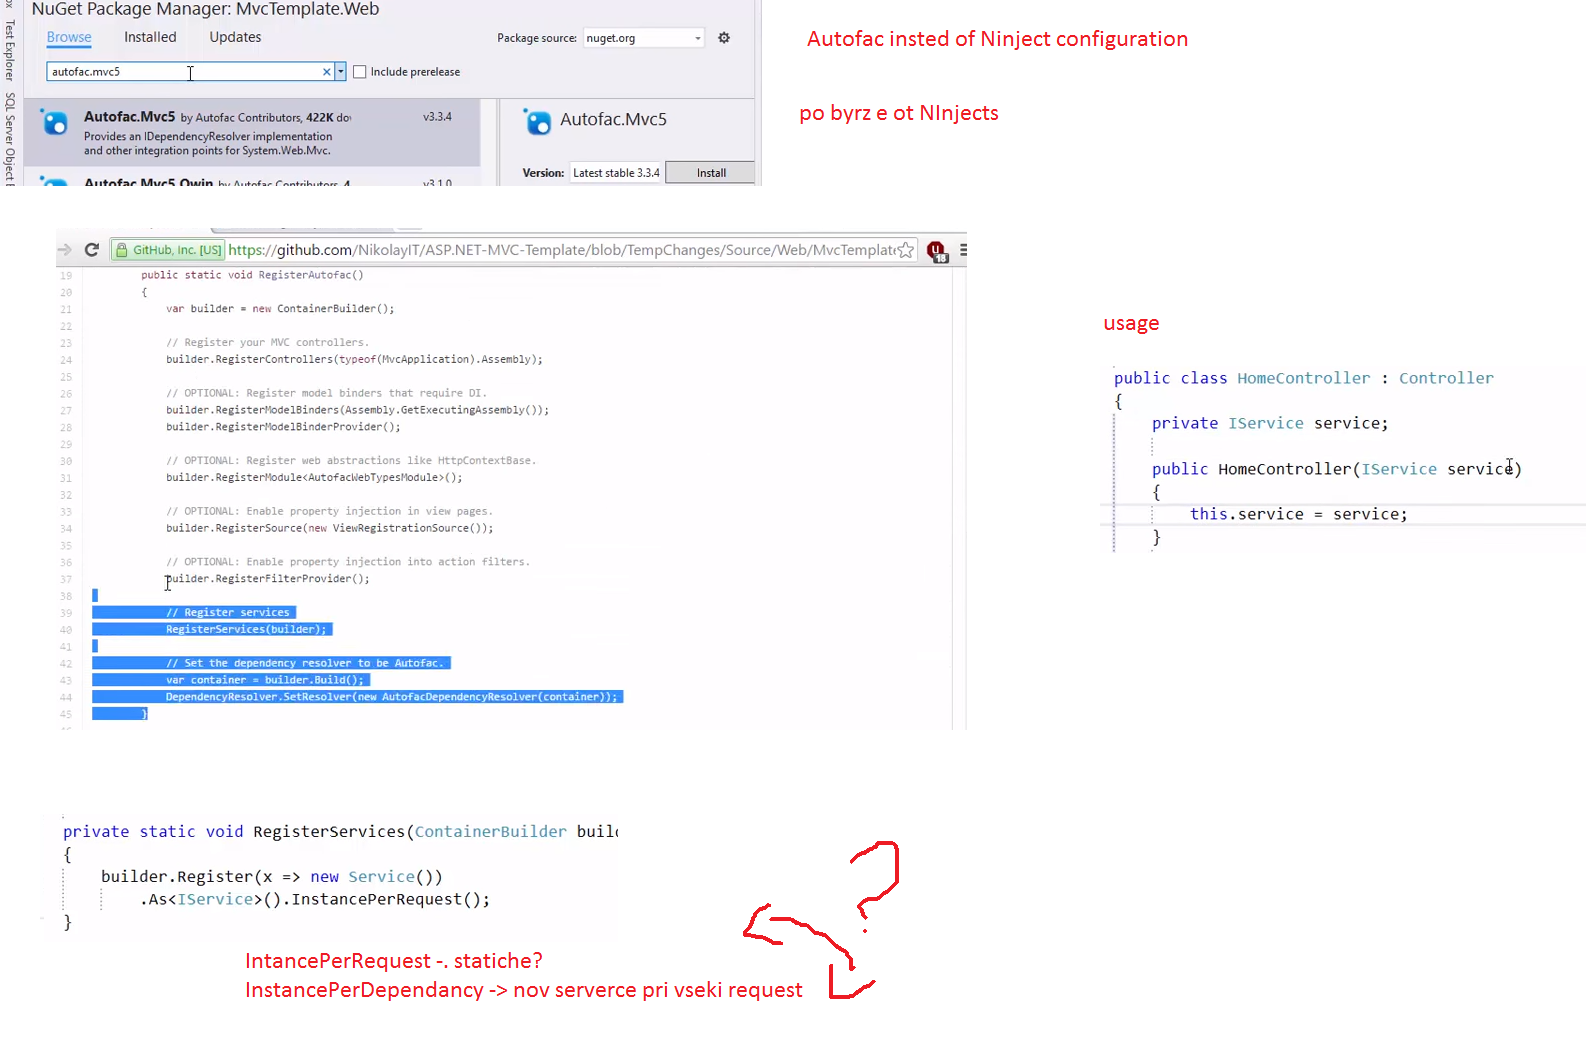 NuGet Package Manager: MvcTemplate.Web
Browse Installed Updates
Package source: nuget.org
autofac.mvc5
Include prerelease
Test Explorer
SQL Server Object
Autofac.Mvc5 by Autofac Contributors, 422K v3.3.4
Provides an IDependencyResolver implementation
and other integration points for System.Web.Mvc.
Autofac.Mvc5.Owin by Autofac Contributors, 4 v3.1.0
Autofac.Mvc5
Version: Latest stable 3.3.4 Install
Autofac insted of Ninject configuration
po byrz e ot NInjects
GitHub, Inc. [US] https://github.com/NikolayIT/ASP.NET-MVC-Template/blob/TempChanges/Source/Web/MvcTemplate
18
19 public static void RegisterAutofac()
20 {
21 var builder = new ContainerBuilder();
22
23 // Register your MVC controllers.
24 builder.RegisterControllers(typeof(MvcApplication).Assembly);
25
26 // OPTIONAL: Register model binders that require DI.
27 builder.RegisterModelBinders(Assembly.GetExecutingAssembly());
28 builder.RegisterModelBinderProvider();
29
30 // OPTIONAL: Register web abstractions like HttpContextBase.
31 builder.RegisterModule<AutofacWebTypesModule>();
32
33 // OPTIONAL: Enable property injection in view pages.
34 builder.RegisterSource(new ViewRegistrationSource());
35
36 // OPTIONAL: Enable property injection into action filters.
37 builder.RegisterFilterProvider();
38
39 // Register services
40 RegisterServices(builder);
41
42 // Set the dependency resolver to be Autofac.
43 var container = builder.Build();
44 DependencyResolver.SetResolver(new AutofacDependencyResolver(container));
45 }
usage
public class HomeController : Controller
{
private IService service;
public HomeController(IService service)
{
this.service = service;
}
private static void RegisterServices(ContainerBuilder buil
{
builder.Register(x => new Service())
.As<IService>().InstancePerRequest();
}
?
IntancePerRequest -. statiche?
InstancePerDependancy -> nov serverce pri vseki request